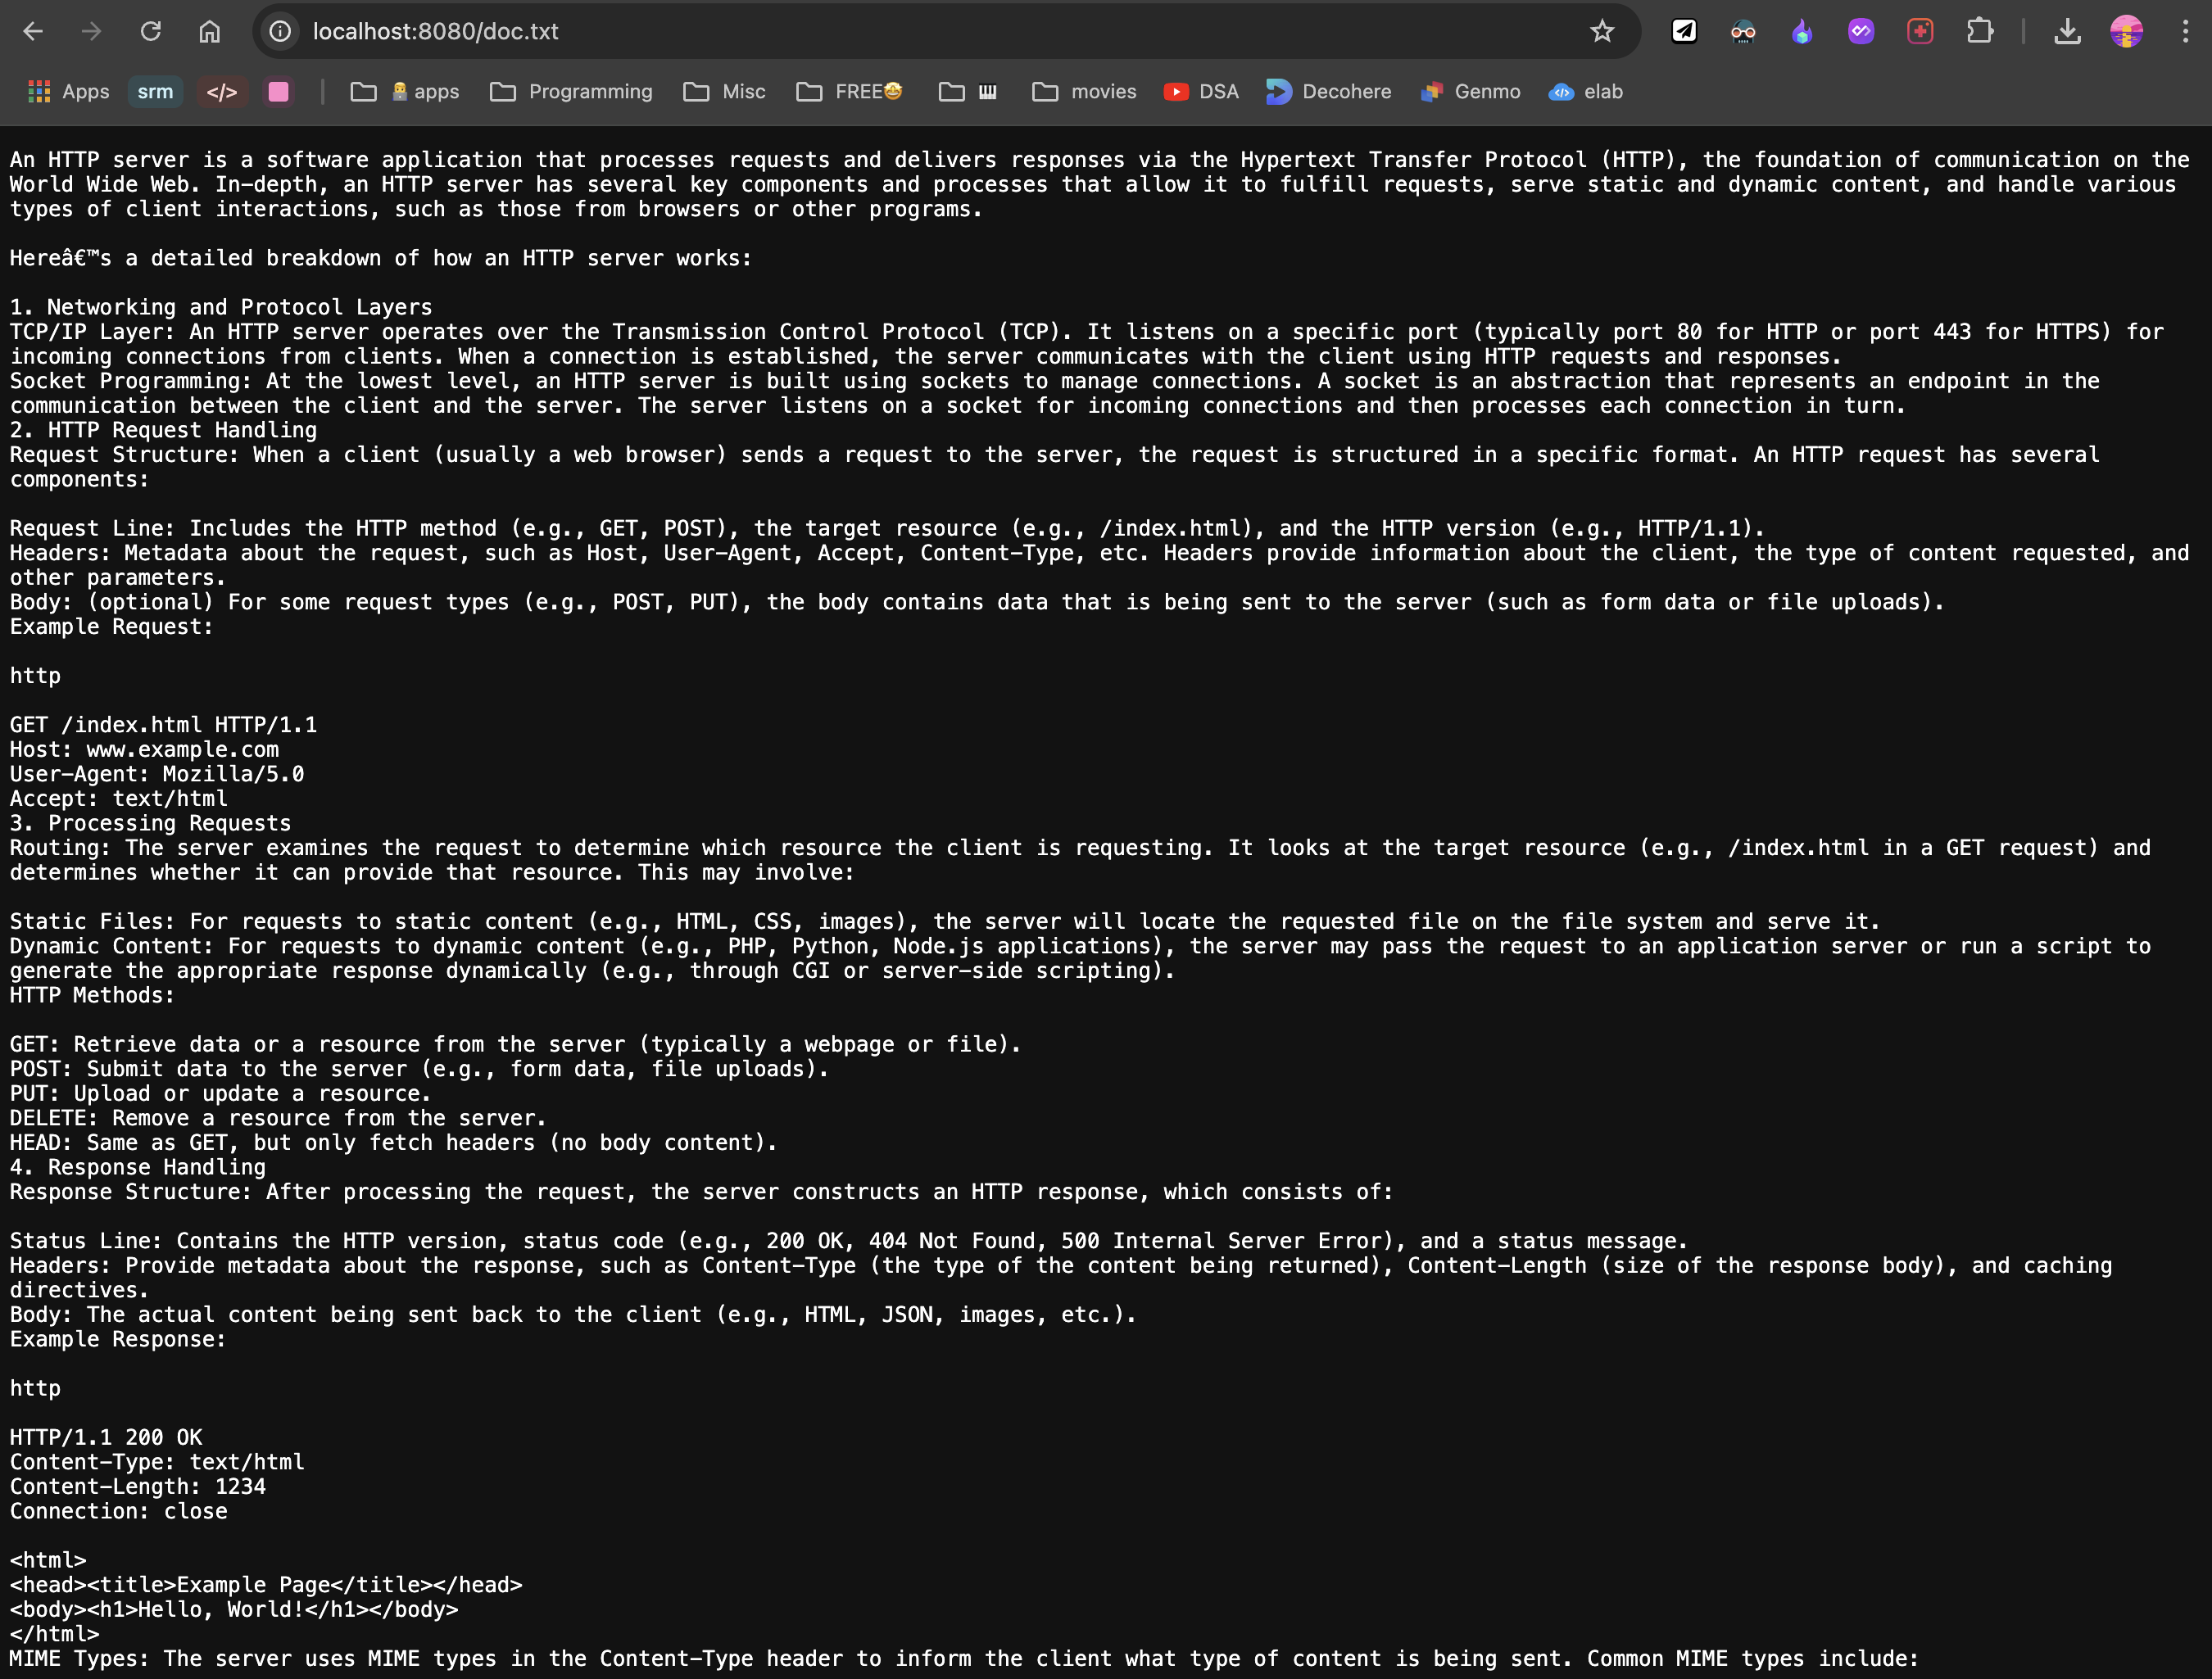 localhost:8080/doc.txt
Apps srm </> apps Programming Misc FREE🤩 movies DSA Decohere Genmo elab
An HTTP server is a software application that processes requests and delivers responses via the Hypertext Transfer Protocol (HTTP), the foundation of communication on the
World Wide Web. In-depth, an HTTP server has several key components and processes that allow it to fulfill requests, serve static and dynamic content, and handle various
types of client interactions, such as those from browsers or other programs.
Hereâ€™s a detailed breakdown of how an HTTP server works:
1. Networking and Protocol Layers
TCP/IP Layer: An HTTP server operates over the Transmission Control Protocol (TCP). It listens on a specific port (typically port 80 for HTTP or port 443 for HTTPS) for
incoming connections from clients. When a connection is established, the server communicates with the client using HTTP requests and responses.
Socket Programming: At the lowest level, an HTTP server is built using sockets to manage connections. A socket is an abstraction that represents an endpoint in the
communication between the client and the server. The server listens on a socket for incoming connections and then processes each connection in turn.
2. HTTP Request Handling
Request Structure: When a client (usually a web browser) sends a request to the server, the request is structured in a specific format. An HTTP request has several
components:
Request Line: Includes the HTTP method (e.g., GET, POST), the target resource (e.g., /index.html), and the HTTP version (e.g., HTTP/1.1).
Headers: Metadata about the request, such as Host, User-Agent, Accept, Content-Type, etc. Headers provide information about the client, the type of content requested, and
other parameters.
Body: (optional) For some request types (e.g., POST, PUT), the body contains data that is being sent to the server (such as form data or file uploads).
Example Request:
http
GET /index.html HTTP/1.1
Host: www.example.com
User-Agent: Mozilla/5.0
Accept: text/html
3. Processing Requests
Routing: The server examines the request to determine which resource the client is requesting. It looks at the target resource (e.g., /index.html in a GET request) and
determines whether it can provide that resource. This may involve:
Static Files: For requests to static content (e.g., HTML, CSS, images), the server will locate the requested file on the file system and serve it.
Dynamic Content: For requests to dynamic content (e.g., PHP, Python, Node.js applications), the server may pass the request to an application server or run a script to
generate the appropriate response dynamically (e.g., through CGI or server-side scripting).
HTTP Methods:
GET: Retrieve data or a resource from the server (typically a webpage or file).
POST: Submit data to the server (e.g., form data, file uploads).
PUT: Upload or update a resource.
DELETE: Remove a resource from the server.
HEAD: Same as GET, but only fetch headers (no body content).
4. Response Handling
Response Structure: After processing the request, the server constructs an HTTP response, which consists of:
Status Line: Contains the HTTP version, status code (e.g., 200 OK, 404 Not Found, 500 Internal Server Error), and a status message.
Headers: Provide metadata about the response, such as Content-Type (the type of the content being returned), Content-Length (size of the response body), and caching
directives.
Body: The actual content being sent back to the client (e.g., HTML, JSON, images, etc.).
Example Response:
http
HTTP/1.1 200 OK
Content-Type: text/html
Content-Length: 1234
Connection: close
<html>
<head><title>Example Page</title></head>
<body><h1>Hello, World!</h1></body>
</html>
MIME Types: The server uses MIME types in the Content-Type header to inform the client what type of content is being sent. Common MIME types include: